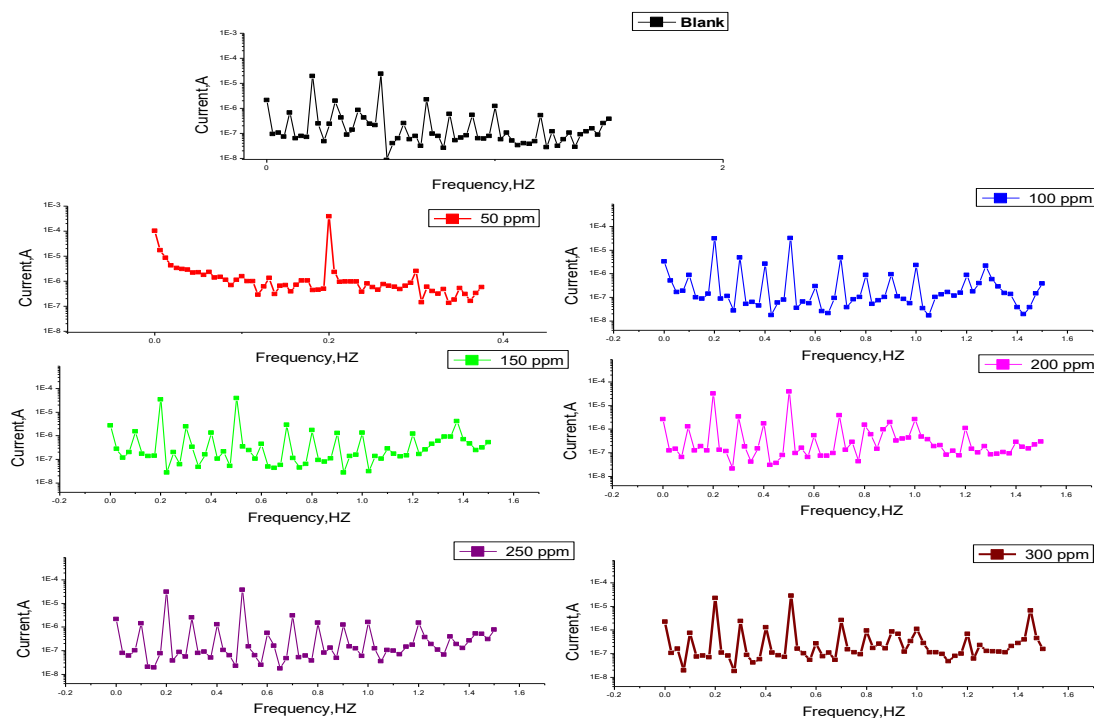 Blank
1E-3
1E-4
1E-5
1E-6
1E-7
1E-8
Current,A
0 2
Frequency,HZ
50 ppm
1E-3
1E-4
1E-5
1E-6
1E-7
1E-8
Current,A
0.0 0.2 0.4
Frequency,HZ
100 ppm
1E-4
1E-5
1E-6
1E-7
1E-8
Current,A
-0.2 0.0 0.2 0.4 0.6 0.8 1.0 1.2 1.4 1.6
Frequency,HZ
150 ppm
1E-4
1E-5
1E-6
1E-7
1E-8
Current,A
-0.2 0.0 0.2 0.4 0.6 0.8 1.0 1.2 1.4 1.6
Frequency,HZ
200 ppm
1E-4
1E-5
1E-6
1E-7
1E-8
Current,A
-0.2 0.0 0.2 0.4 0.6 0.8 1.0 1.2 1.4 1.6
Frequency,HZ
250 ppm
1E-4
1E-5
1E-6
1E-7
1E-8
Current,A
-0.2 0.0 0.2 0.4 0.6 0.8 1.0 1.2 1.4 1.6
Frequency,HZ
300 ppm
1E-4
1E-5
1E-6
1E-7
1E-8
Current,A
-0.2 0.0 0.2 0.4 0.6 0.8 1.0 1.2 1.4 1.6
Frequency,HZ